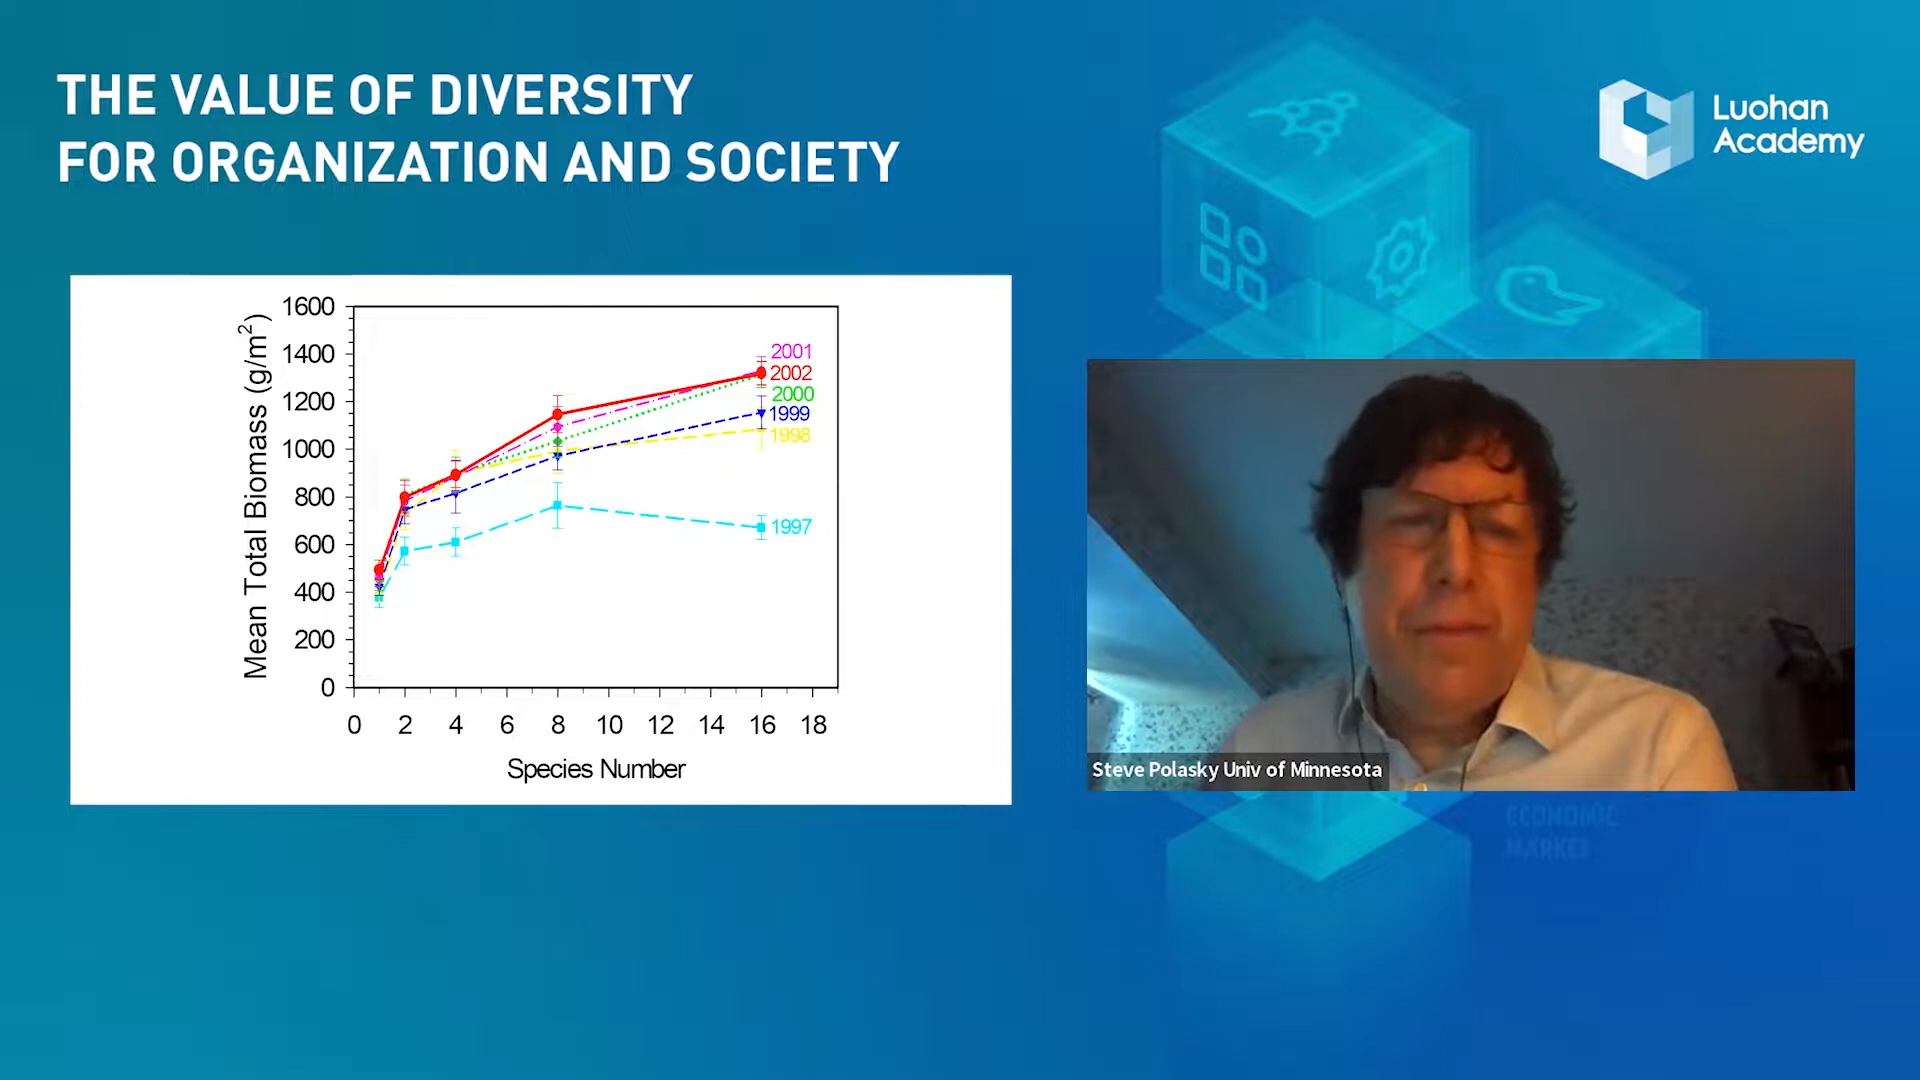 THE VALUE OF DIVERSITY
FOR ORGANIZATION AND SOCIETY
Luohan
Academy
Mean Total Biomass (g/m²)
1600
1400
1200
1000
800
600
400
200
0
2001
2002
2000
1999
1998
1997
0 2 4 6 8 10 12 14 16 18
Species Number
Steve Polasky Univ of Minnesota
ECONOMIC
MARKET